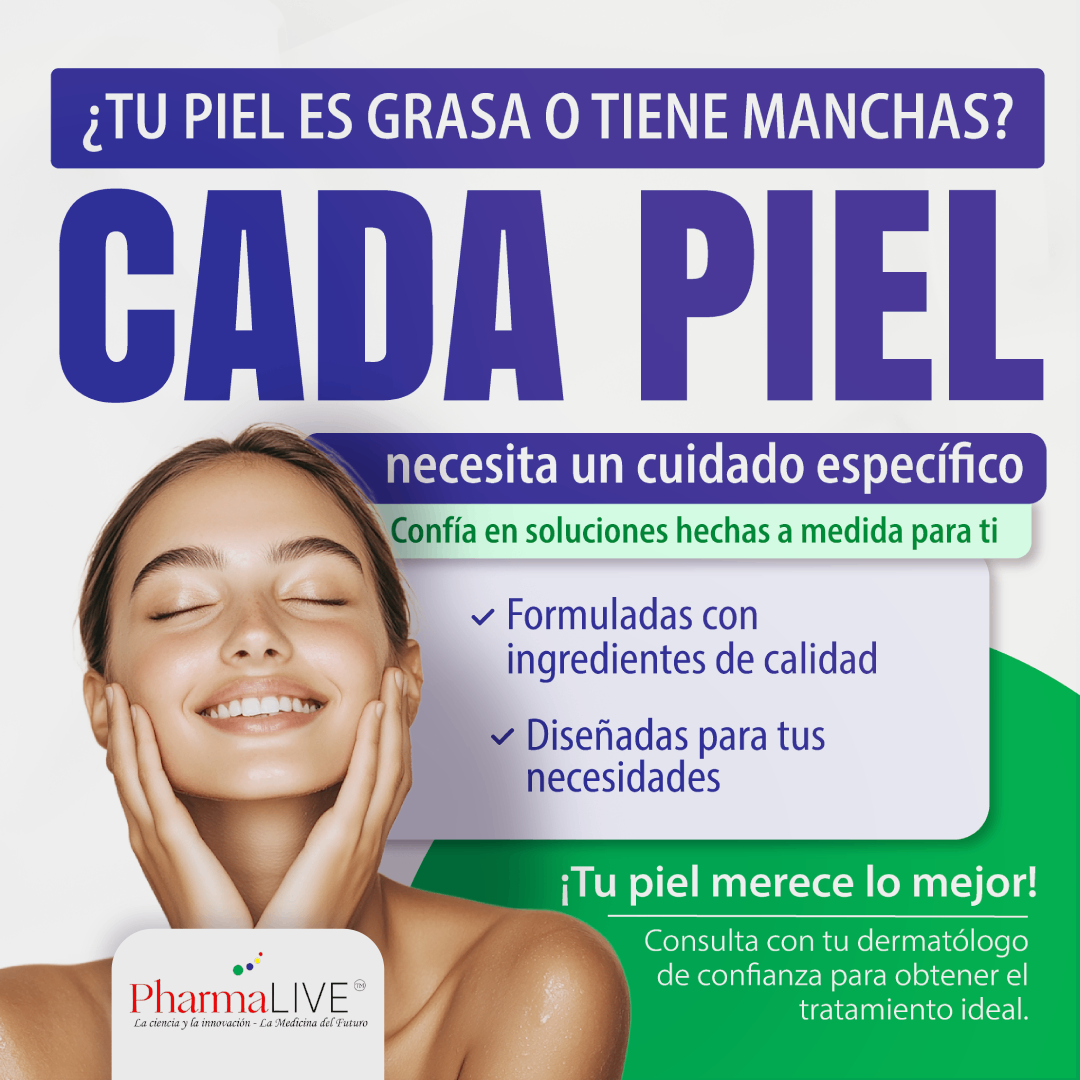 ¿TU PIEL ES GRASA O TIENE MANCHAS?
CADA PIEL
necesita un cuidado específico
Confía en soluciones hechas a medida para ti
✓ Formuladas con
ingredientes de calidad
✓ Diseñadas para tus
necesidades
¡Tu piel merece lo mejor!
Consulta con tu dermatólogo
de confianza para obtener el
tratamiento ideal.
PharmaLIVE TM
La ciencia y la innovación - La Medicina del Futuro